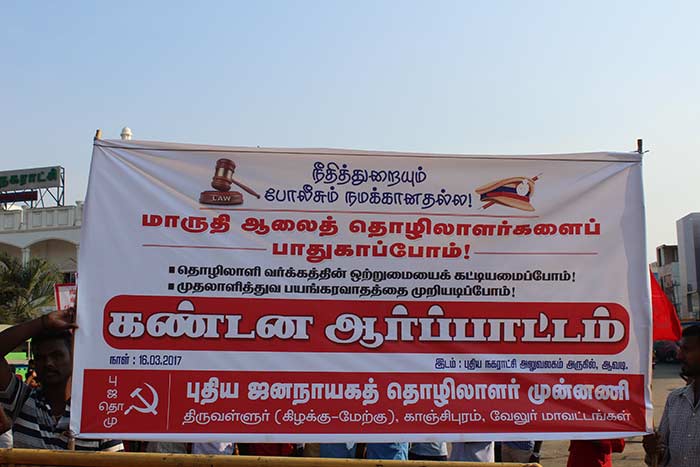 நகராட்சி
நீதித்துறையும்
போலீசும் நமக்கானதல்ல!
LAW
மாருதி ஆலைத் தொழிலாளர்களைப்
பாதுகாப்போம்!
▪ தொழிலாளி வர்க்கத்தின் ஒற்றுமையைக் கட்டியமைப்போம்!
▪ முதலாளித்துவ பயங்கரவாதத்தை முறியடிப்போம்!
கண்டன ஆர்ப்பாட்டம்
நாள் : 16.03.2017
இடம் : புதிய நகராட்சி அலுவலகம் அருகில், ஆவடி.
பு
ஜ
தொ
மு
புதிய ஜனநாயகத் தொழிலாளர் முன்னணி
திருவள்ளூர் (கிழக்கு-மேற்கு), காஞ்சிபுரம், வேலூர் மாவட்டங்கள்